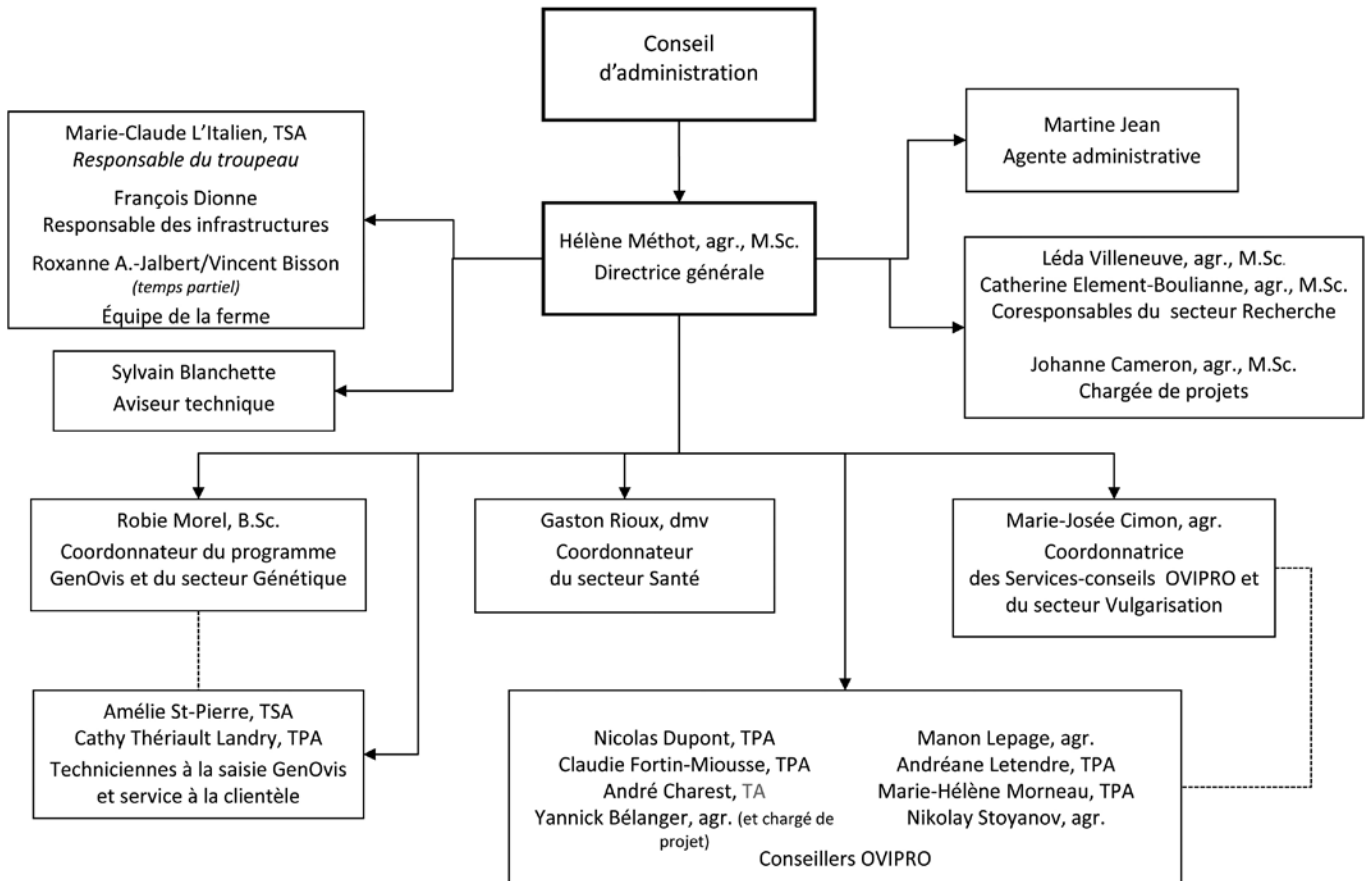 Conseil
d'administration
Marie-Claude L'Italien, TSA
Responsable du troupeau
François Dionne
Responsable des infrastructures
Roxanne A.-Jalbert/Vincent Bisson
(temps partiel)
Équipe de la ferme
Martine Jean
Agente administrative
Hélène Méthot, agr., M.Sc.
Directrice générale
Léda Villeneuve, agr., M.Sc.
Catherine Element-Boulianne, agr., M.Sc.
Coresponsables du secteur Recherche
Johanne Cameron, agr., M.Sc.
Chargée de projets
Sylvain Blanchette
Aviseur technique
Robie Morel, B.Sc.
Coordonnateur du programme
GenOvis et du secteur Génétique
Gaston Rioux, dmv
Coordonnateur
du secteur Santé
Marie-Josée Cimon, agr.
Coordonnatrice
des Services-conseils OVIPRO et
du secteur Vulgarisation
Amélie St-Pierre, TSA
Cathy Thériault Landry, TPA
Techniciennes à la saisie GenOvis
et service à la clientèle
Nicolas Dupont, TPA
Claudie Fortin-Miousse, TPA
André Charest, TA
Yannick Bélanger, agr. (et chargé de
projet)
Manon Lepage, agr.
Andréane Letendre, TPA
Marie-Hélène Morneau, TPA
Nikolay Stoyanov, agr.
Conseillers OVIPRO